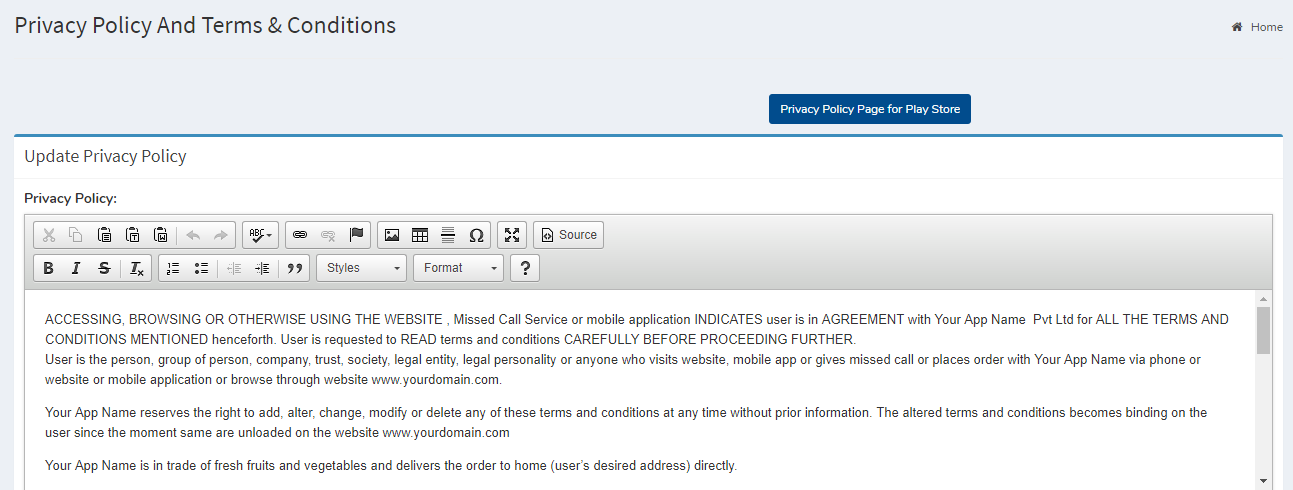 Privacy Policy And Terms & Conditions
Home
Privacy Policy Page for Play Store
Update Privacy Policy
Privacy Policy:
ABC
Source
B I S Tx
Styles
Format
?
ACCESSING, BROWSING OR OTHERWISE USING THE WEBSITE , Missed Call Service or mobile application INDICATES user is in AGREEMENT with Your App Name  Pvt Ltd for ALL THE TERMS AND
CONDITIONS MENTIONED henceforth. User is requested to READ terms and conditions CAREFULLY BEFORE PROCEEDING FURTHER.
User is the person, group of person, company, trust, society, legal entity, legal personality or anyone who visits website, mobile app or gives missed call or places order with Your App Name via phone or
website or mobile application or browse through website www.yourdomain.com.
Your App Name reserves the right to add, alter, change, modify or delete any of these terms and conditions at any time without prior information. The altered terms and conditions becomes binding on the
user since the moment same are unloaded on the website www.yourdomain.com
Your App Name is in trade of fresh fruits and vegetables and delivers the order to home (user’s desired address) directly.